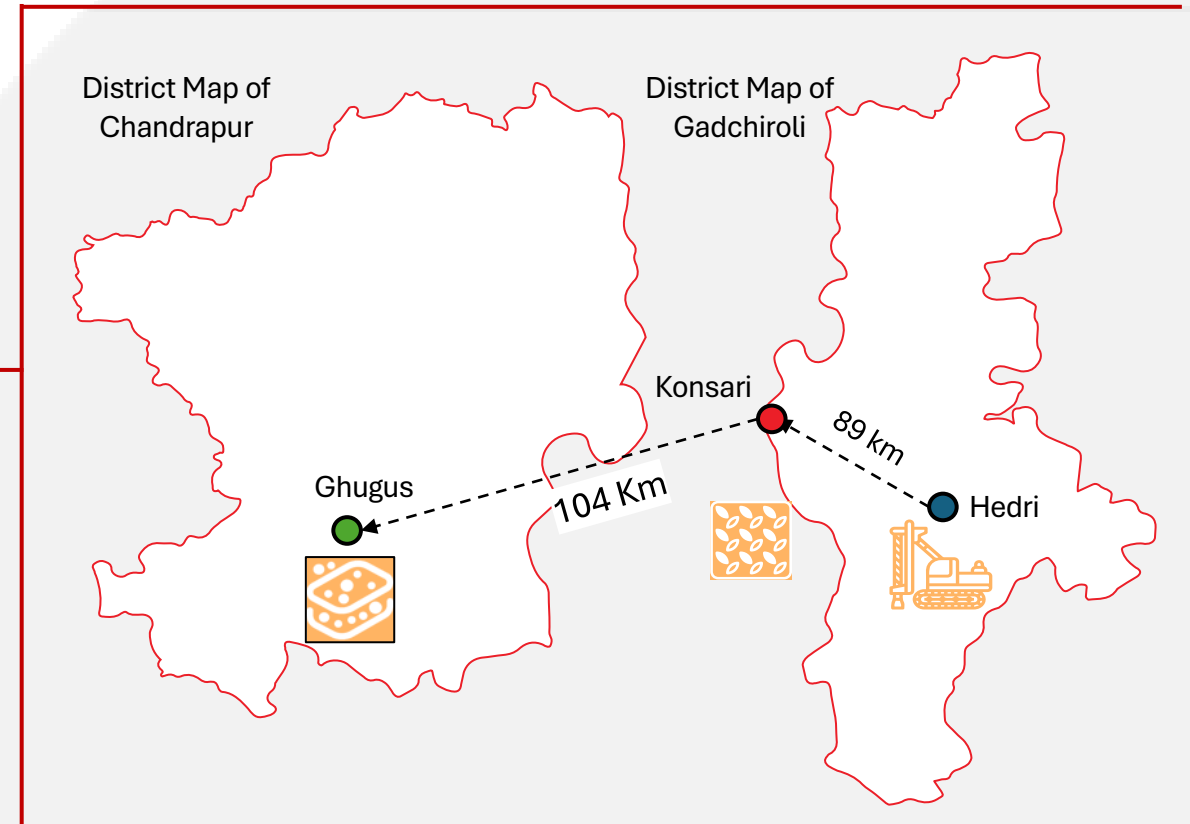 District Map of
Chandrapur
District Map of
Gadchiroli
Konsari
89 km
104 Km
Ghugus
Hedri